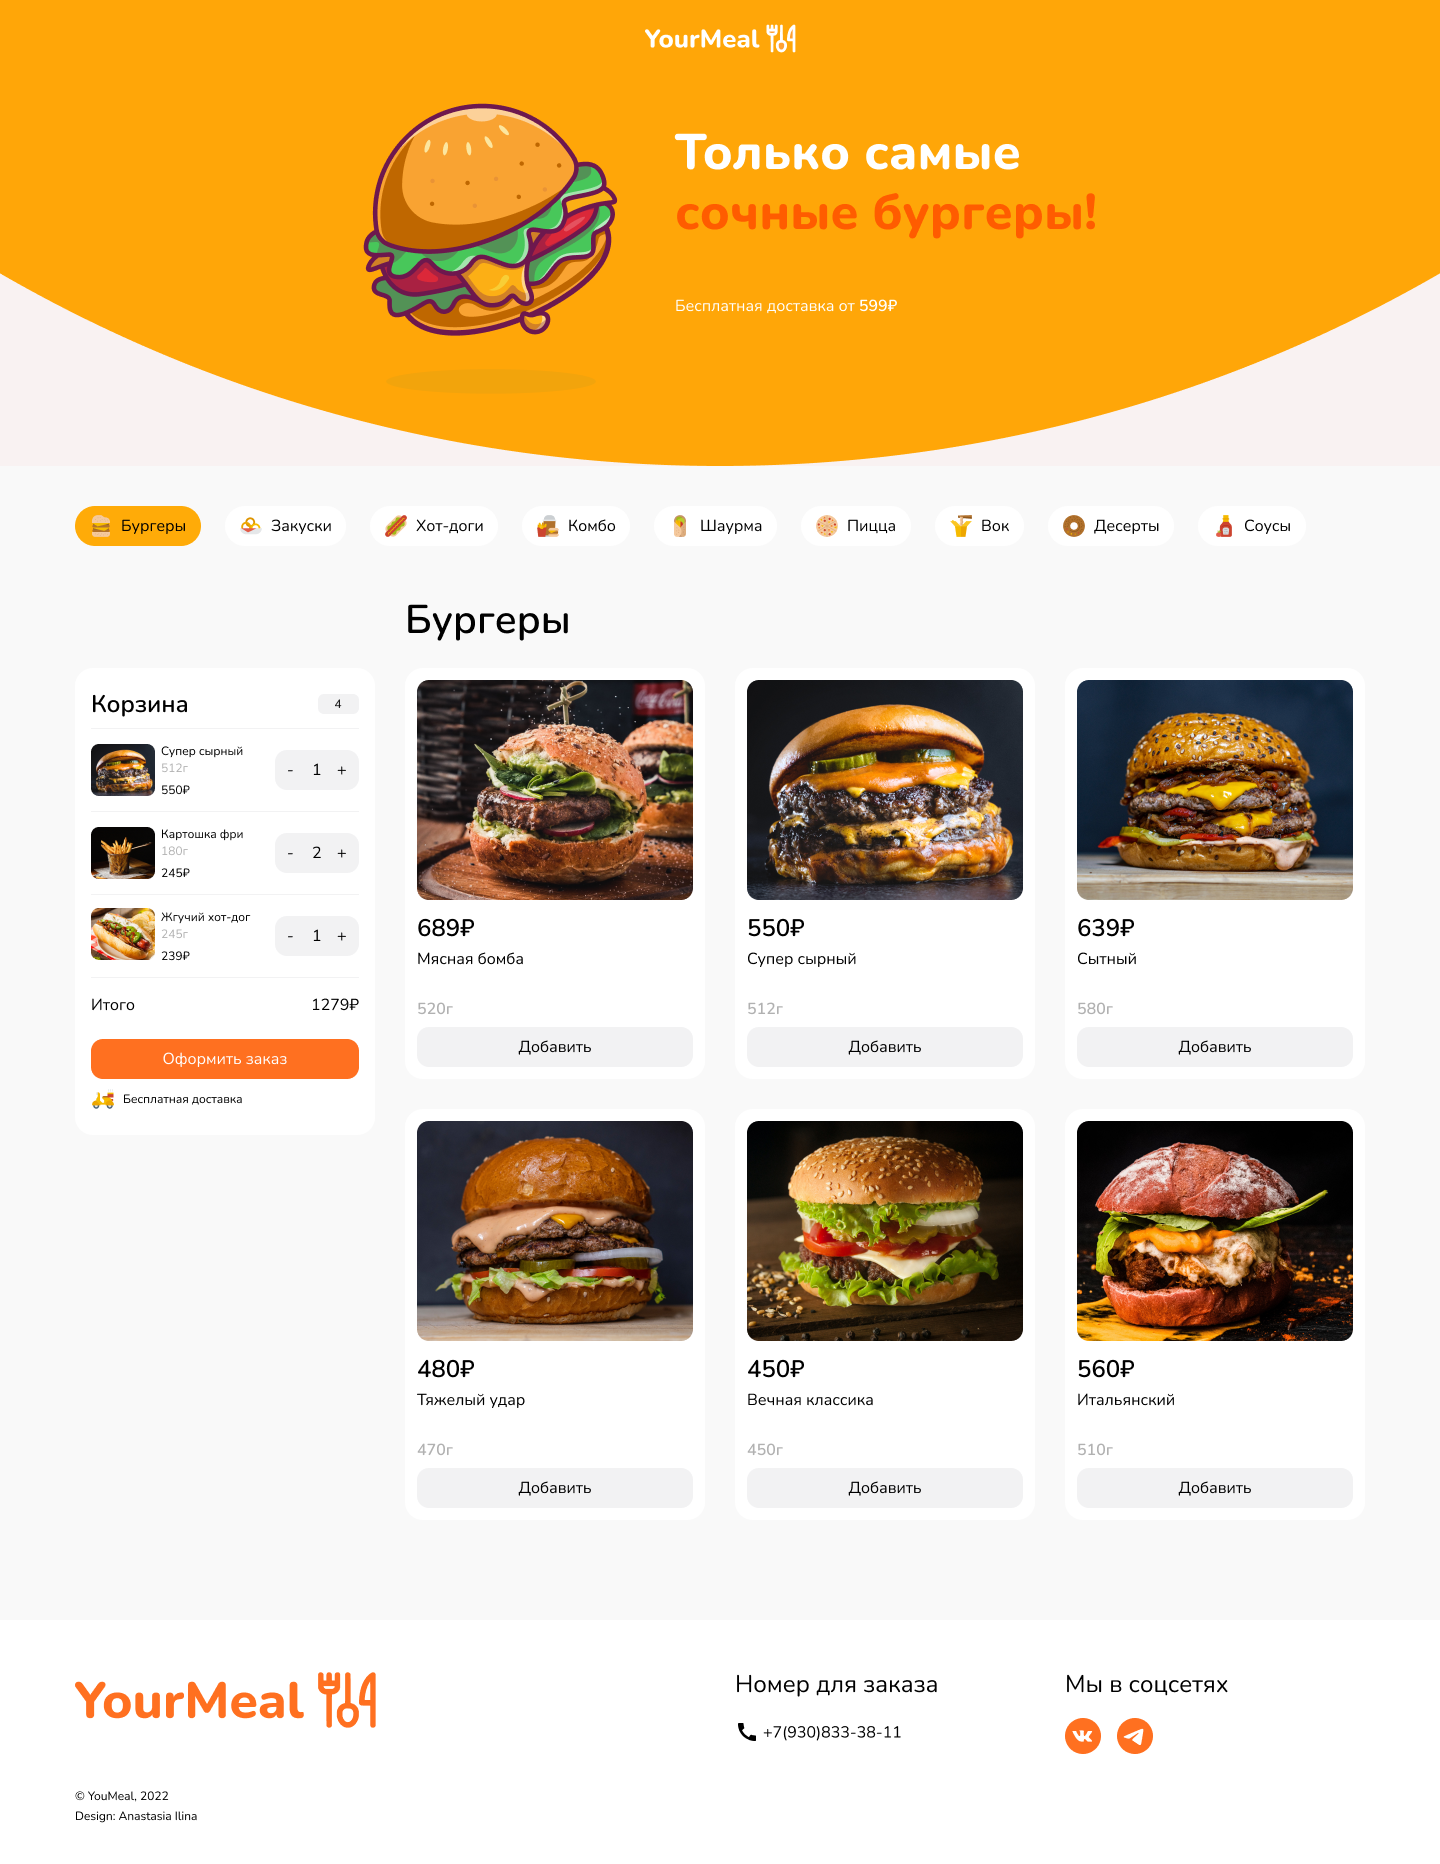 YourMeal
Только самые
сочные бургеры!
Бесплатная доставка от 599₽
Бургеры
Закуски
Хот-доги
Комбо
Шаурма
Пицца
Вок
Десерты
Соусы
Бургеры
Корзина
4
Супер сырный
512г
550₽
- 1 +
Картошка фри
180г
245₽
- 2 +
Жгучий хот-дог
245г
239₽
- 1 +
Итого 1279₽
Оформить заказ
Бесплатная доставка
689₽
Мясная бомба
520г
Добавить
550₽
Супер сырный
512г
Добавить
639₽
Сытный
580г
Добавить
480₽
Тяжелый удар
470г
Добавить
450₽
Вечная классика
450г
Добавить
560₽
Итальянский
510г
Добавить
YourMeal
Номер для заказа
+7(930)833-38-11
Мы в соцсетях
© YouMeal, 2022
Design: Anastasia Ilina